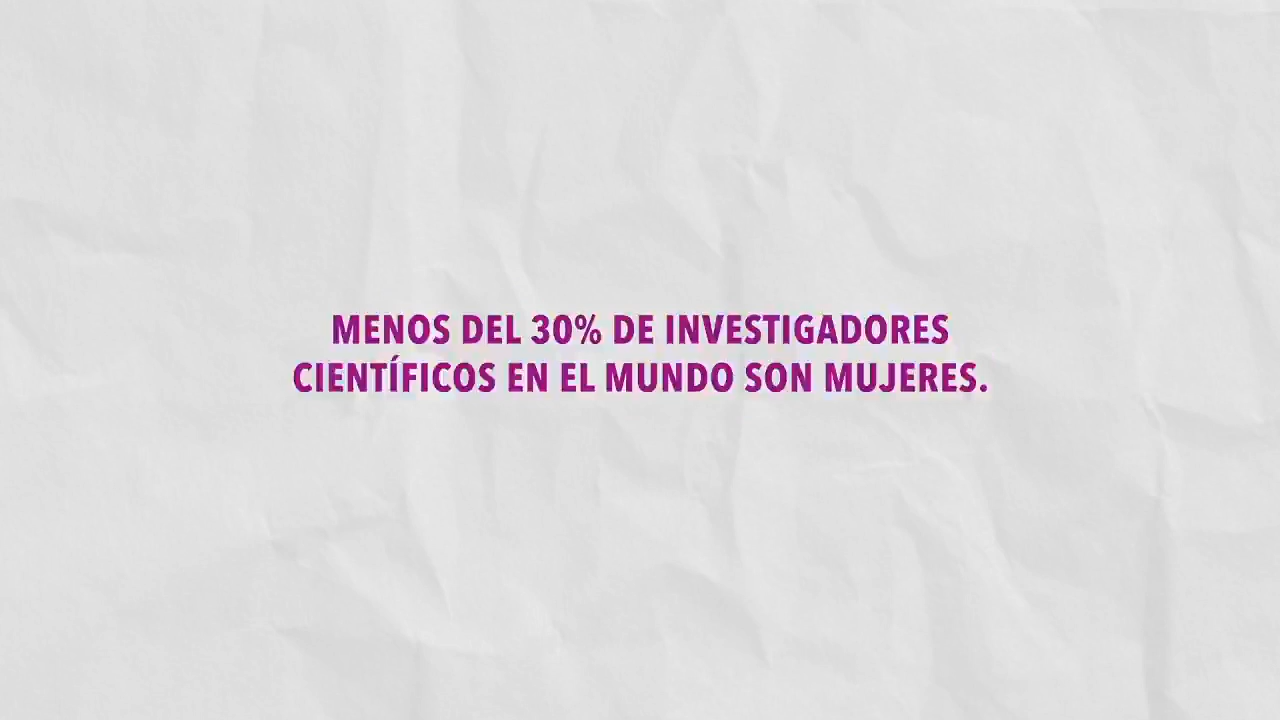 MENOS DEL 30% DE INVESTIGADORES
CIENTÍFICOS EN EL MUNDO SON MUJERES.